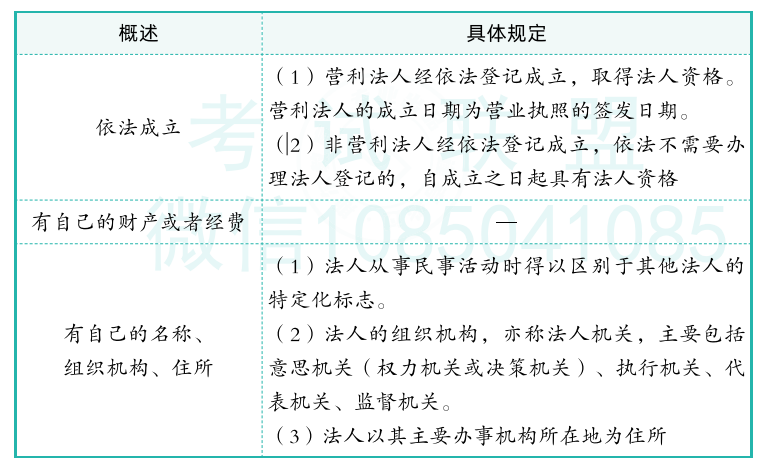 概述
具体规定
依法成立
（1）营利法人经依法登记成立，取得法人资格。
营利法人的成立日期为营业执照的签发日期。
（2）非营利法人经依法登记成立，依法不需要办
理法人登记的，自成立之日起具有法人资格
有自己的财产或者经费
—
有自己的名称、
组织机构、住所
（1）法人从事民事活动时得以区别于其他法人的
特定化标志。
（2）法人的组织机构，亦称法人机关，主要包括
意思机关（权力机关或决策机关）、执行机关、代
表机关、监督机关。
（3）法人以其主要办事机构所在地为住所
考试联盟
微信1085041085